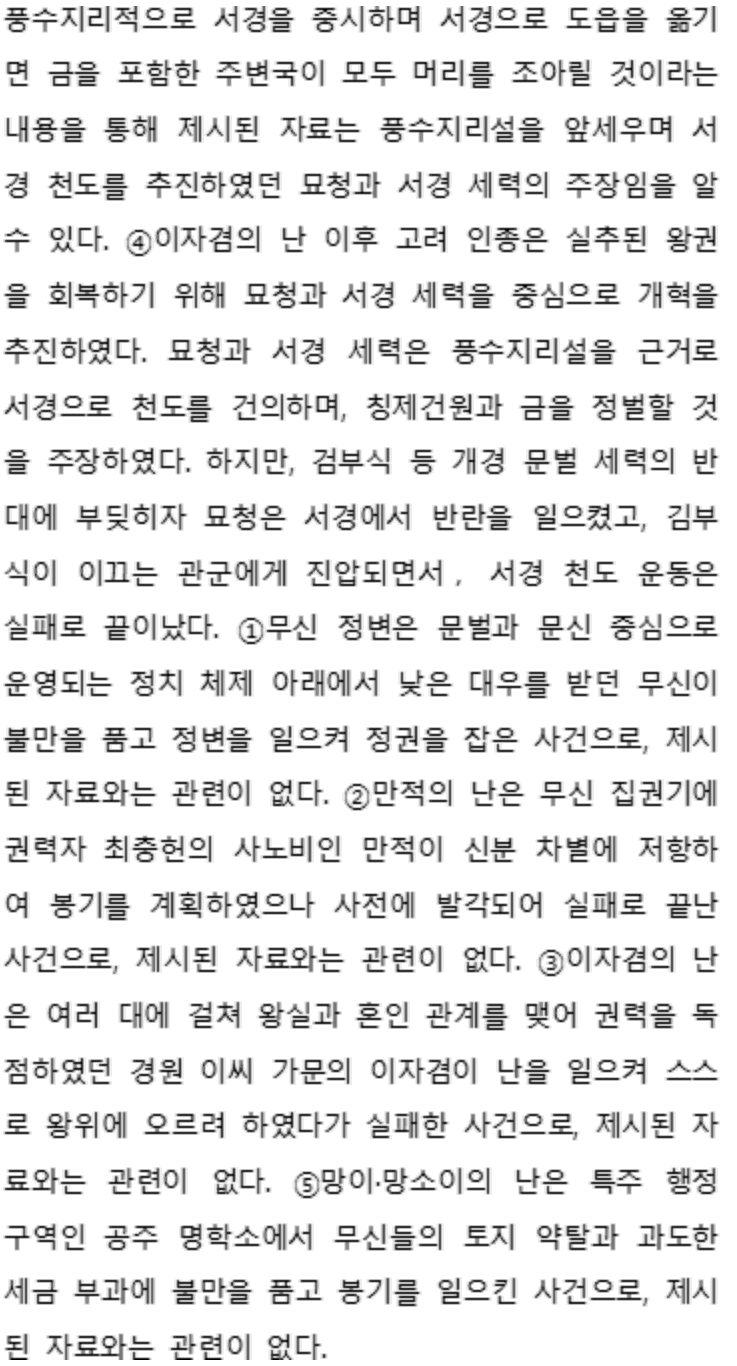 풍수지리적으로 서경을 중시하며 서경으로 도읍을 옮기
면 금을 포함한 주변국이 모두 머리를 조아릴 것이라는
내용을 통해 제시된 자료는 풍수지리설을 앞세우며 서
경 천도를 추진하였던 묘청과 서경 세력의 주장임을 알
수 있다. ④이자겸의 난 이후 고려 인종은 실추된 왕권
을 회복하기 위해 묘청과 서경 세력을 중심으로 개혁을
추진하였다. 묘청과 서경 세력은 풍수지리설을 근거로
서경으로 천도를 건의하며, 칭제건원과 금을 정벌할 것
을 주장하였다. 하지만, 검부식 등 개경 문벌 세력의 반
대에 부딪히자 묘청은 서경에서 반란을 일으켰고, 김부
식이 이끄는 관군에게 진압되면서 , 서경 천도 운동은
실패로 끝이났다. ①무신 정변은 문벌과 문신 중심으로
운영되는 정치 체제 아래에서 낮은 대우를 받던 무신이
불만을 품고 정변을 일으켜 정권을 잡은 사건으로, 제시
된 자료와는 관련이 없다. ②만적의 난은 무신 집권기에
권력자 최충헌의 사노비인 만적이 신분 차별에 저항하
여 봉기를 계획하였으나 사전에 발각되어 실패로 끝난
사건으로, 제시된 자료와는 관련이 없다. ③이자겸의 난
은 여러 대에 걸쳐 왕실과 혼인 관계를 맺어 권력을 독
점하였던 경원 이씨 가문의 이자겸이 난을 일으켜 스스
로 왕위에 오르려 하였다가 실패한 사건으로, 제시된 자
료와는 관련이 없다. ⑤망이·망소이의 난은 특주 행정
구역인 공주 명학소에서 무신들의 토지 약탈과 과도한
세금 부과에 불만을 품고 봉기를 일으킨 사건으로, 제시
된 자료와는 관련이 없다.